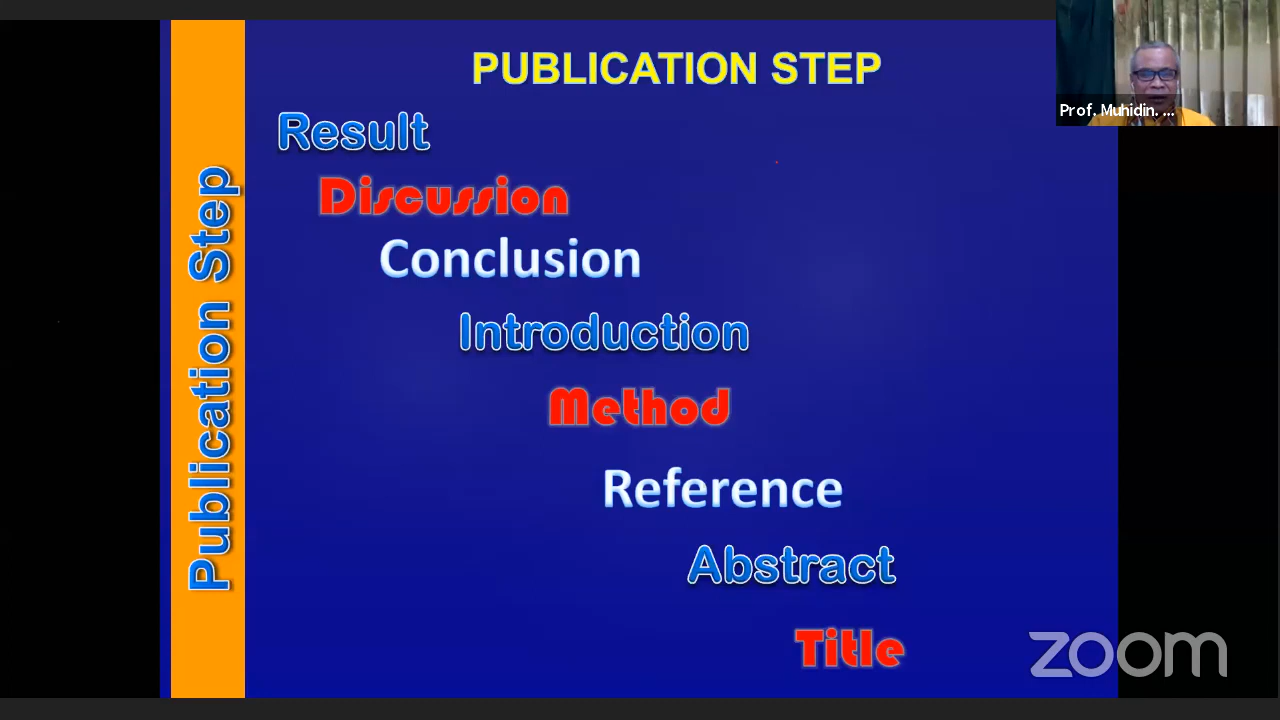 PUBLICATION STEP
Prof. Muhidin. ...
Result
Discussion
Conclusion
Introduction
Method
Reference
Abstract
Title
Publication Step
zoom